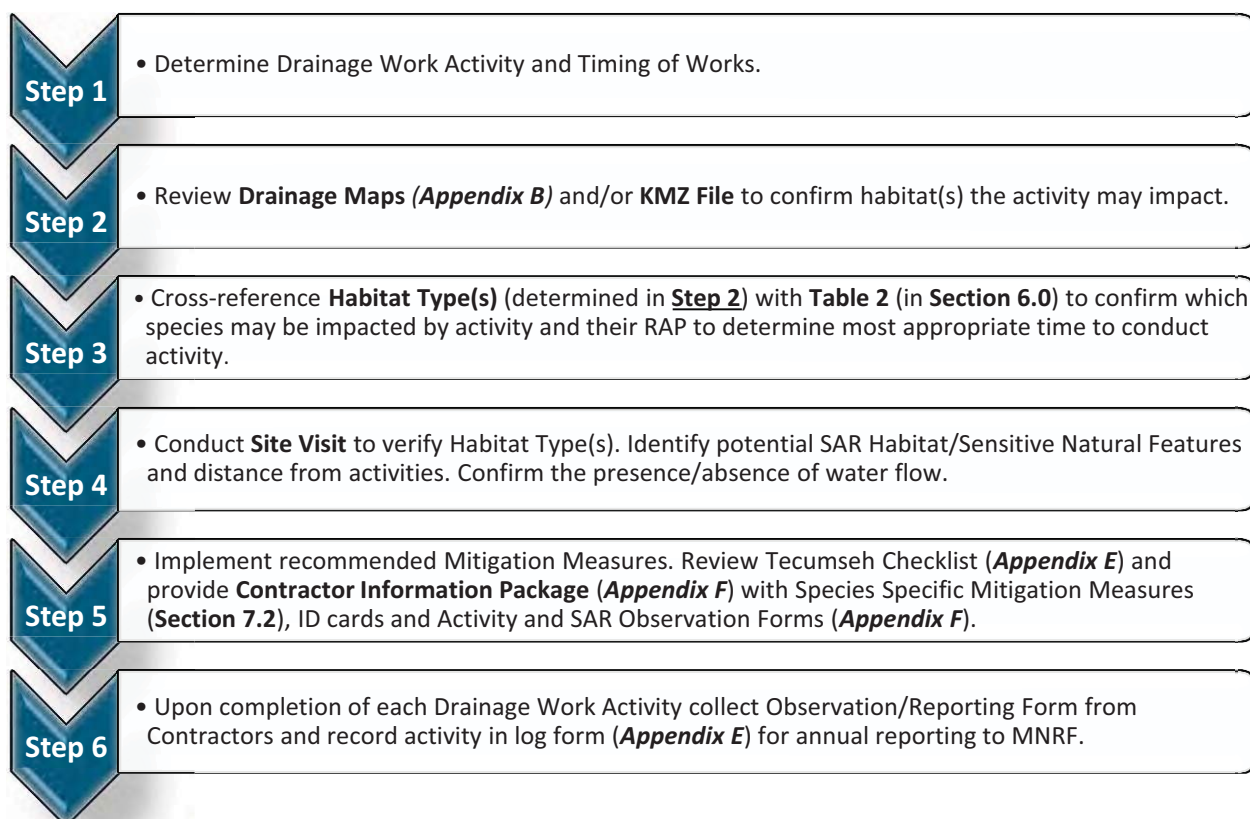 Step 1
• Determine Drainage Work Activity and Timing of Works.
Step 2
• Review Drainage Maps (Appendix B) and/or KMZ File to confirm habitat(s) the activity may impact.
Step 3
• Cross-reference Habitat Type(s) (determined in Step 2) with Table 2 (in Section 6.0) to confirm which
species may be impacted by activity and their RAP to determine most appropriate time to conduct
activity.
Step 4
• Conduct Site Visit to verify Habitat Type(s). Identify potential SAR Habitat/Sensitive Natural Features
and distance from activities. Confirm the presence/absence of water flow.
Step 5
• Implement recommended Mitigation Measures. Review Tecumseh Checklist (Appendix E) and
provide Contractor Information Package (Appendix F) with Species Specific Mitigation Measures
(Section 7.2), ID cards and Activity and SAR Observation Forms (Appendix F).
Step 6
• Upon completion of each Drainage Work Activity collect Observation/Reporting Form from
Contractors and record activity in log form (Appendix E) for annual reporting to MNRF.